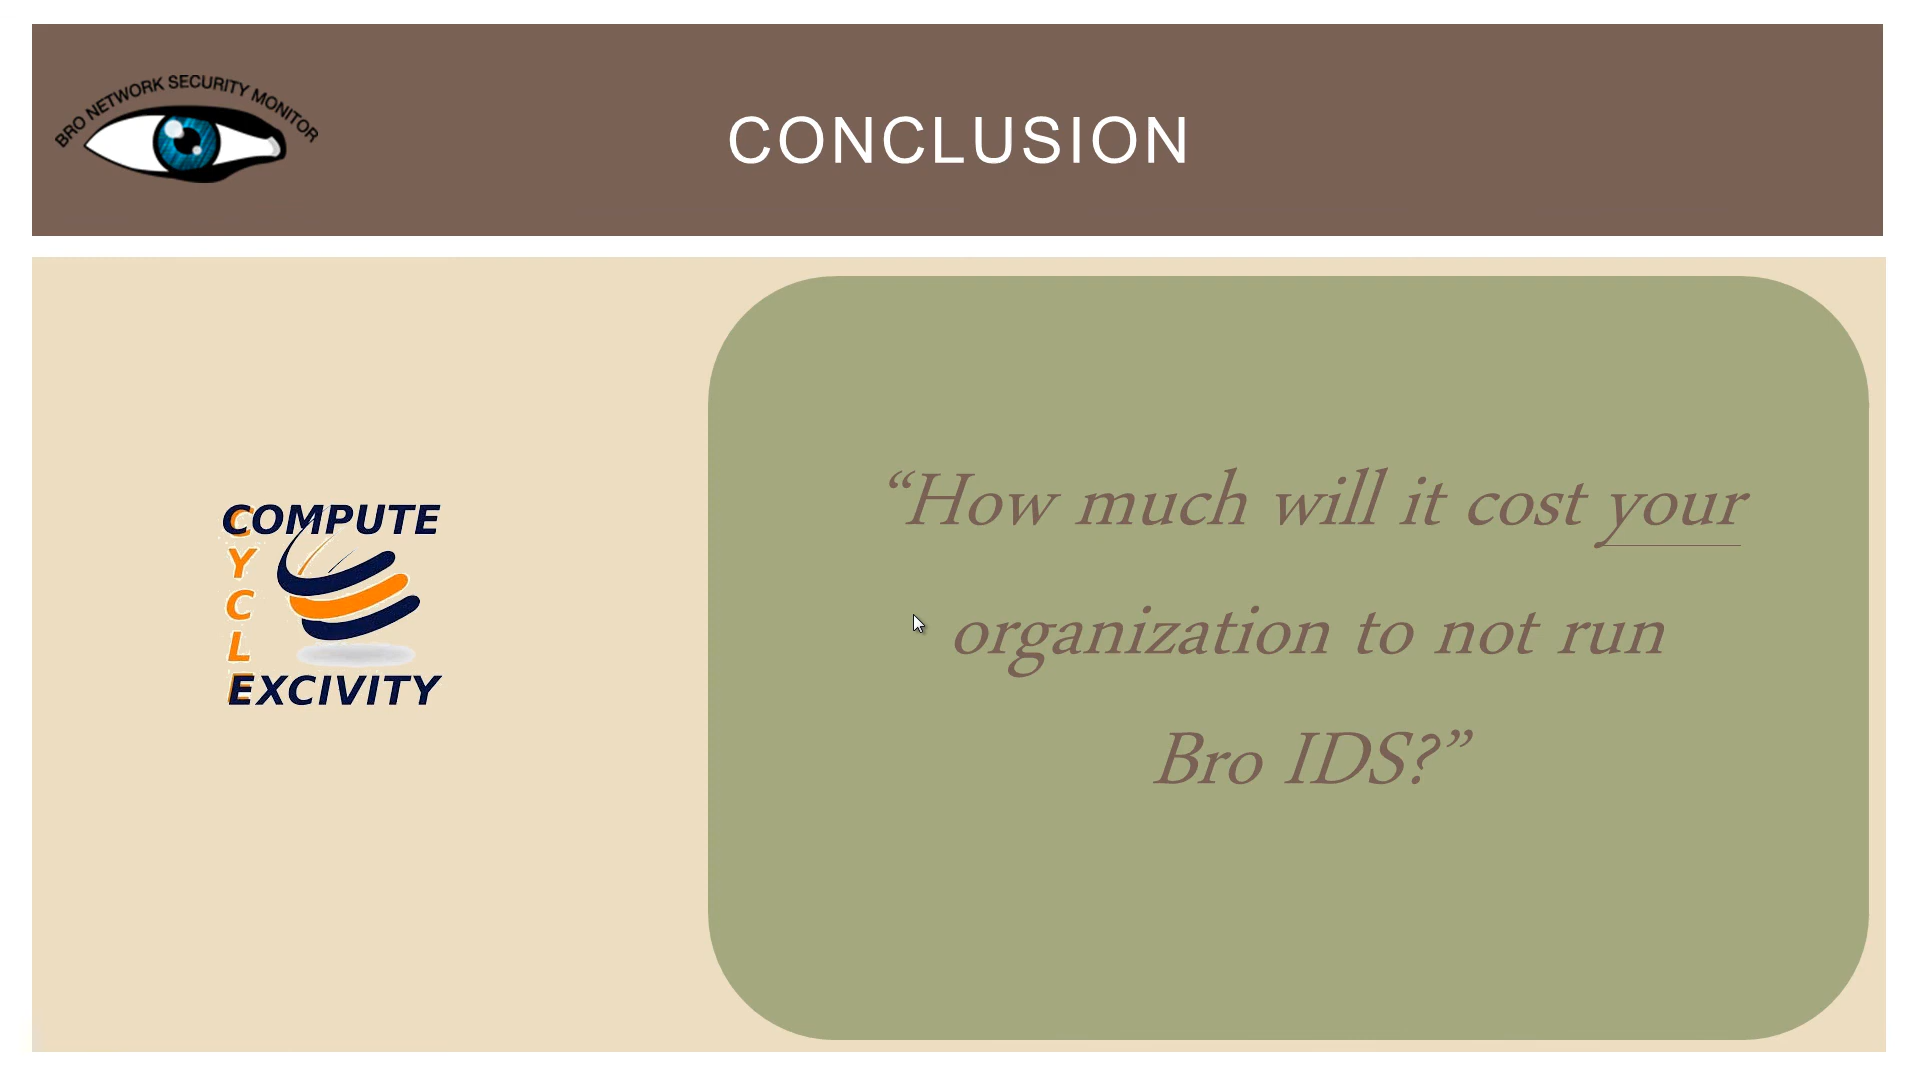 BRO NETWORK SECURITY MONITOR
CONCLUSION
COMPUTE
CYCLE
EXCIVITY
“How much will it cost your
organization to not run
Bro IDS?”